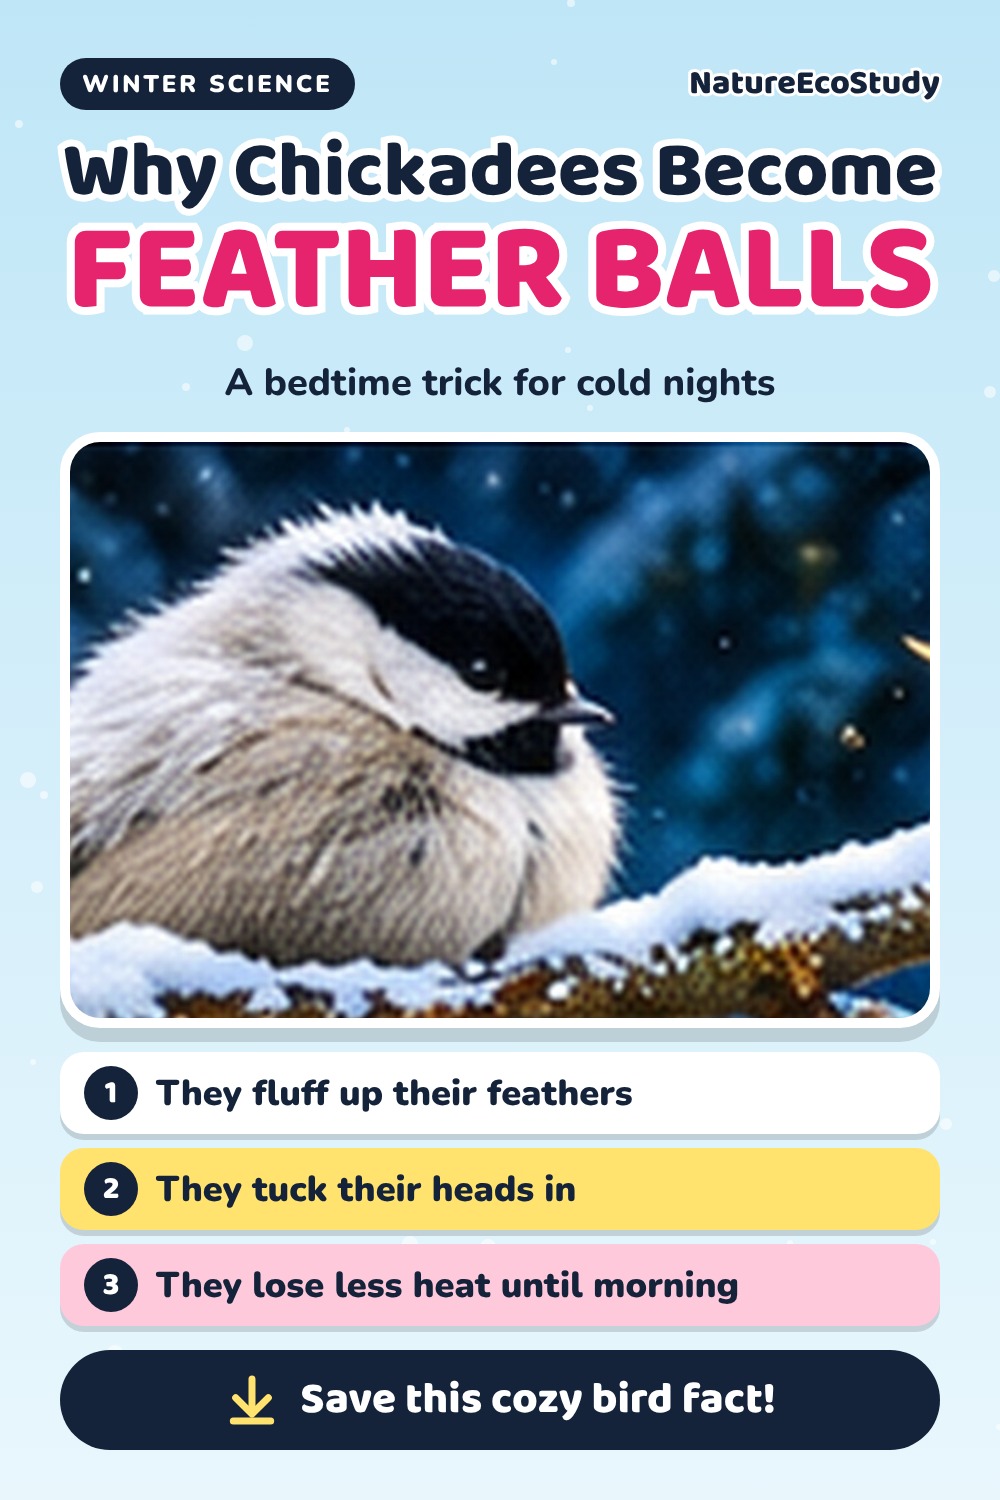 WINTER SCIENCE
NatureEcoStudy
Why Chickadees Become
FEATHER BALLS
A bedtime trick for cold nights
1 They fluff up their feathers
2 They tuck their heads in
3 They lose less heat until morning
Save this cozy bird fact!